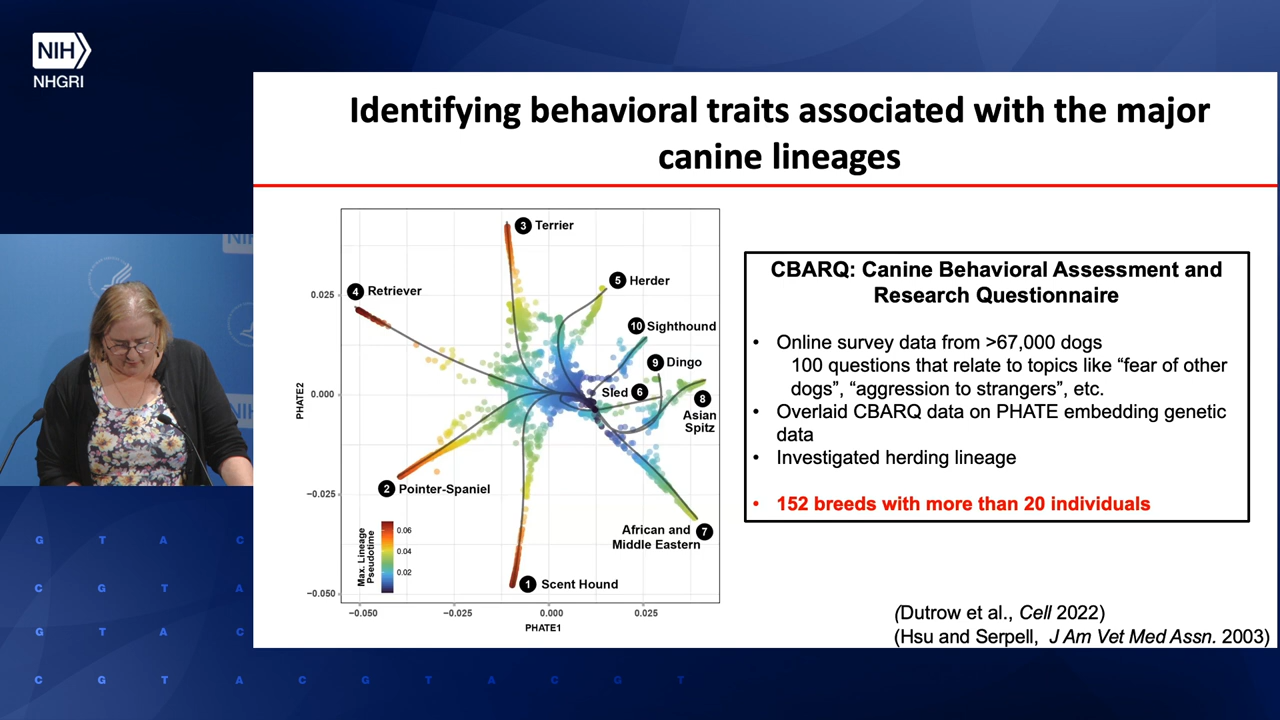 NIH
NHGRI
Identifying behavioral traits associated with the major
canine lineages
3 Terrier
5 Herder
4 Retriever
10 Sighthound
9 Dingo
Sled 6
8
Asian
Spitz
2 Pointer-Spaniel
African and
Middle Eastern
7
1 Scent Hound
0.025
0.000
−0.025
−0.050
PHATE2
−0.050
−0.025
0.000
0.025
PHATE1
Max. Lineage
Pseudotime
0.06
0.04
0.02
CBARQ: Canine Behavioral Assessment and
Research Questionnaire
• Online survey data from >67,000 dogs
100 questions that relate to topics like “fear of other
dogs”, “aggression to strangers”, etc.
• Overlaid CBARQ data on PHATE embedding genetic
data
• Investigated herding lineage
• 152 breeds with more than 20 individuals
(Dutrow et al., Cell 2022)
(Hsu and Serpell, J Am Vet Med Assn. 2003)
G T A C
C G T A
G T A C
C G T A C G T A C G T